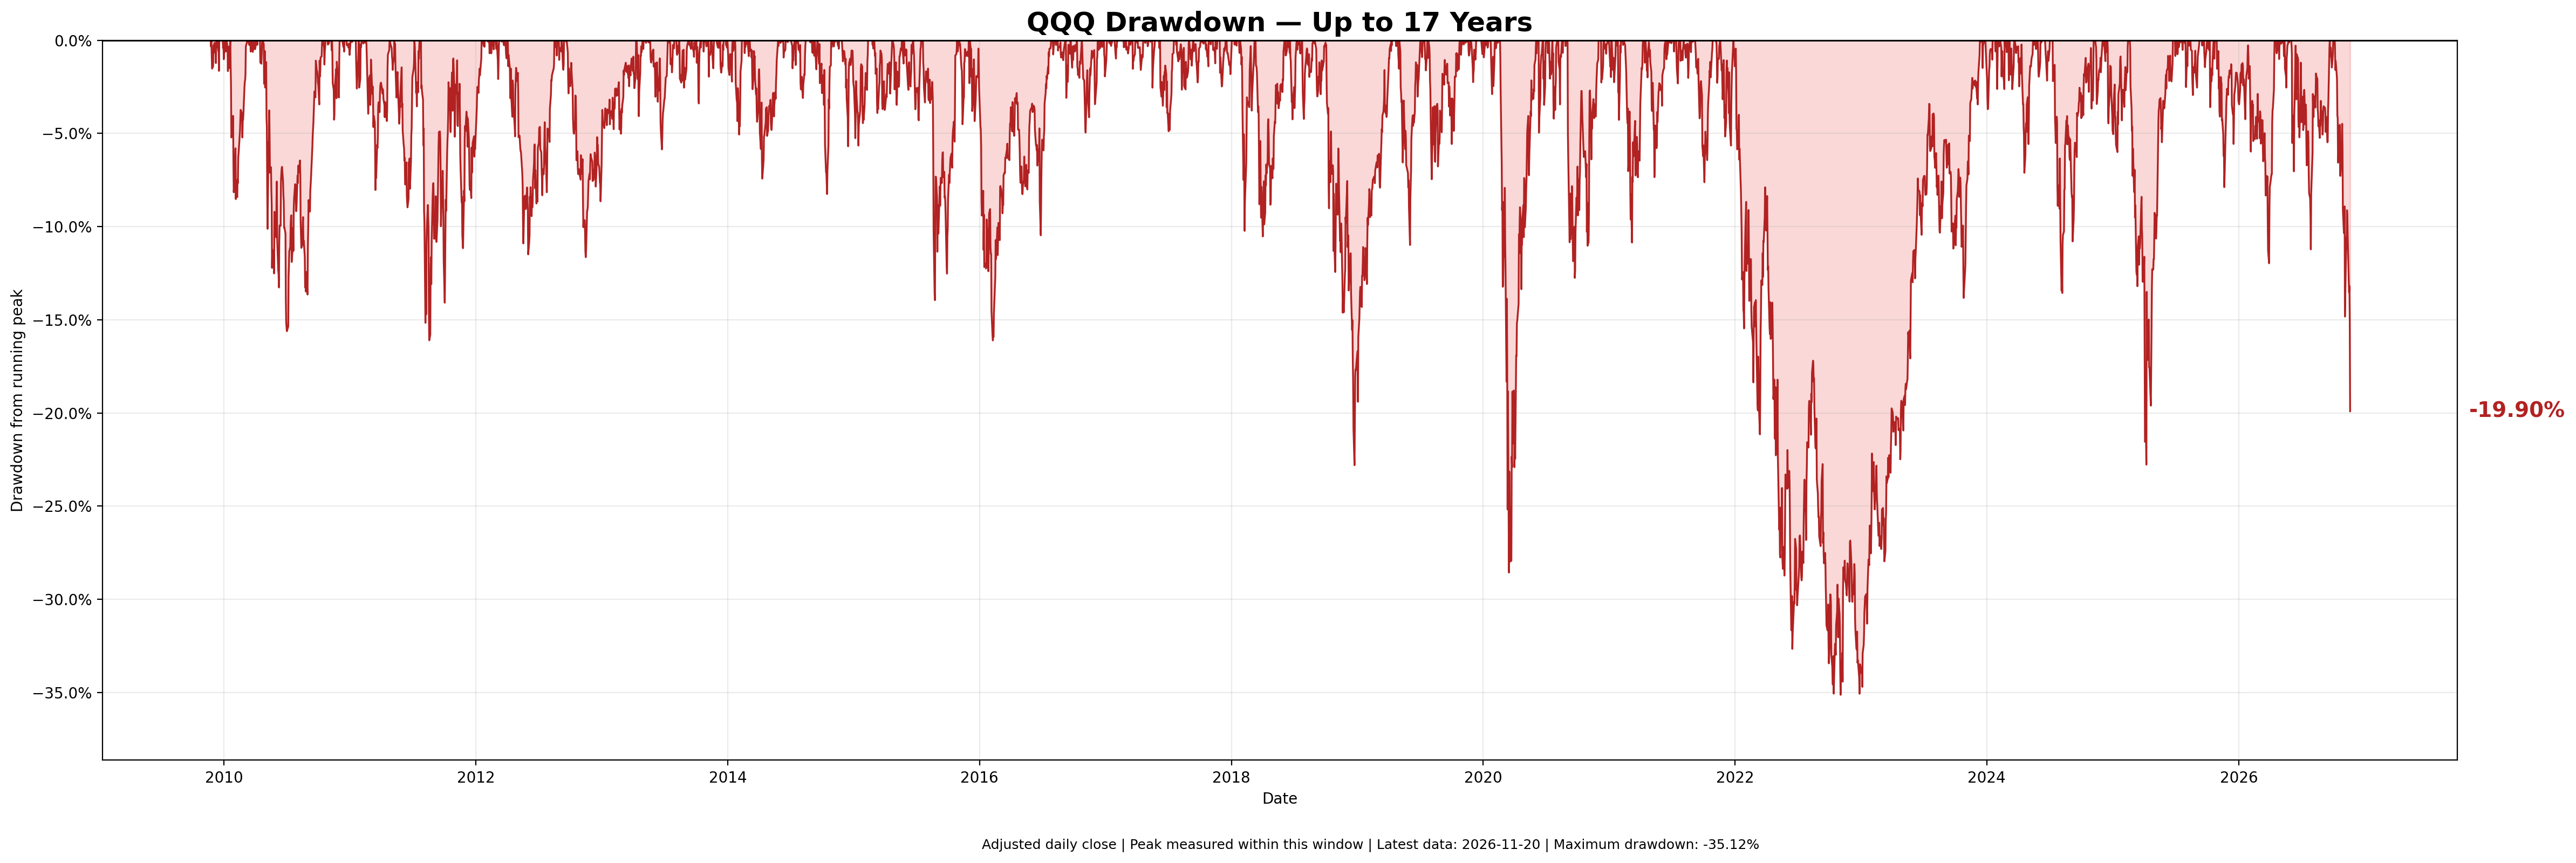 QQQ Drawdown — Up to 17 Years
0.0%
−5.0%
−10.0%
−15.0%
−20.0%
−25.0%
−30.0%
−35.0%
Drawdown from running peak
-19.90%
2010 2012 2014 2016 2018 2020 2022 2024 2026
Date
Adjusted daily close | Peak measured within this window | Latest data: 2026-11-20 | Maximum drawdown: -35.12%